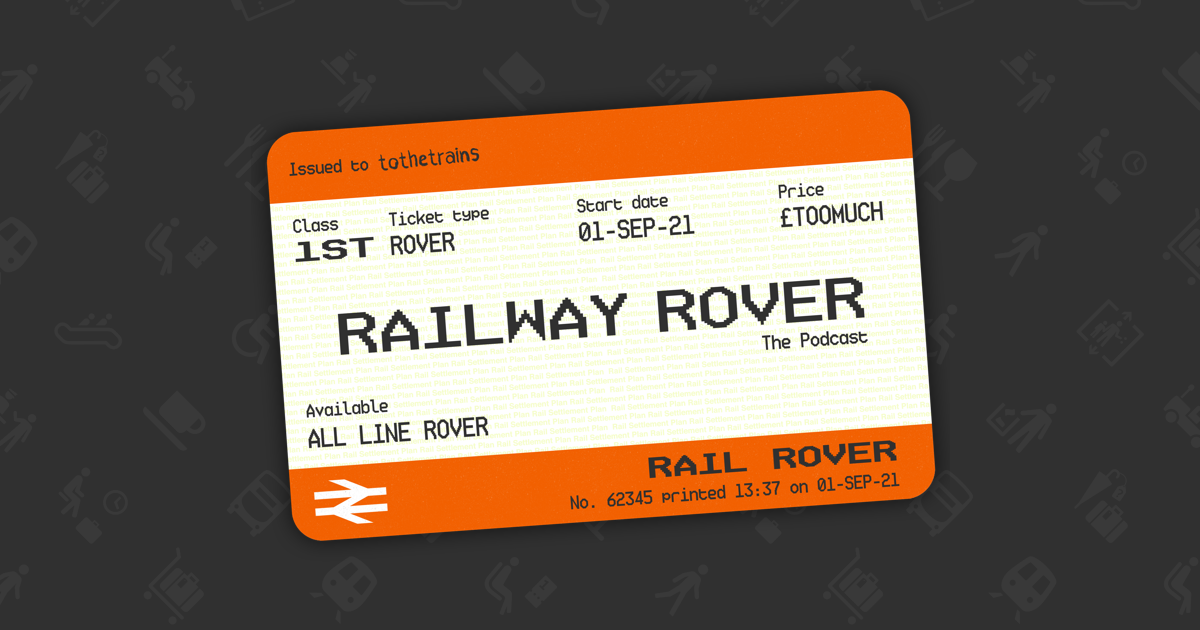 Issued to tothetrains
Class Ticket type Start date Price
1ST ROVER 01-SEP-21 £TOOMUCH
RAILWAY ROVER
The Podcast
Available
ALL LINE ROVER
RAIL ROVER
No. 62345 printed 13:37 on 01-SEP-21